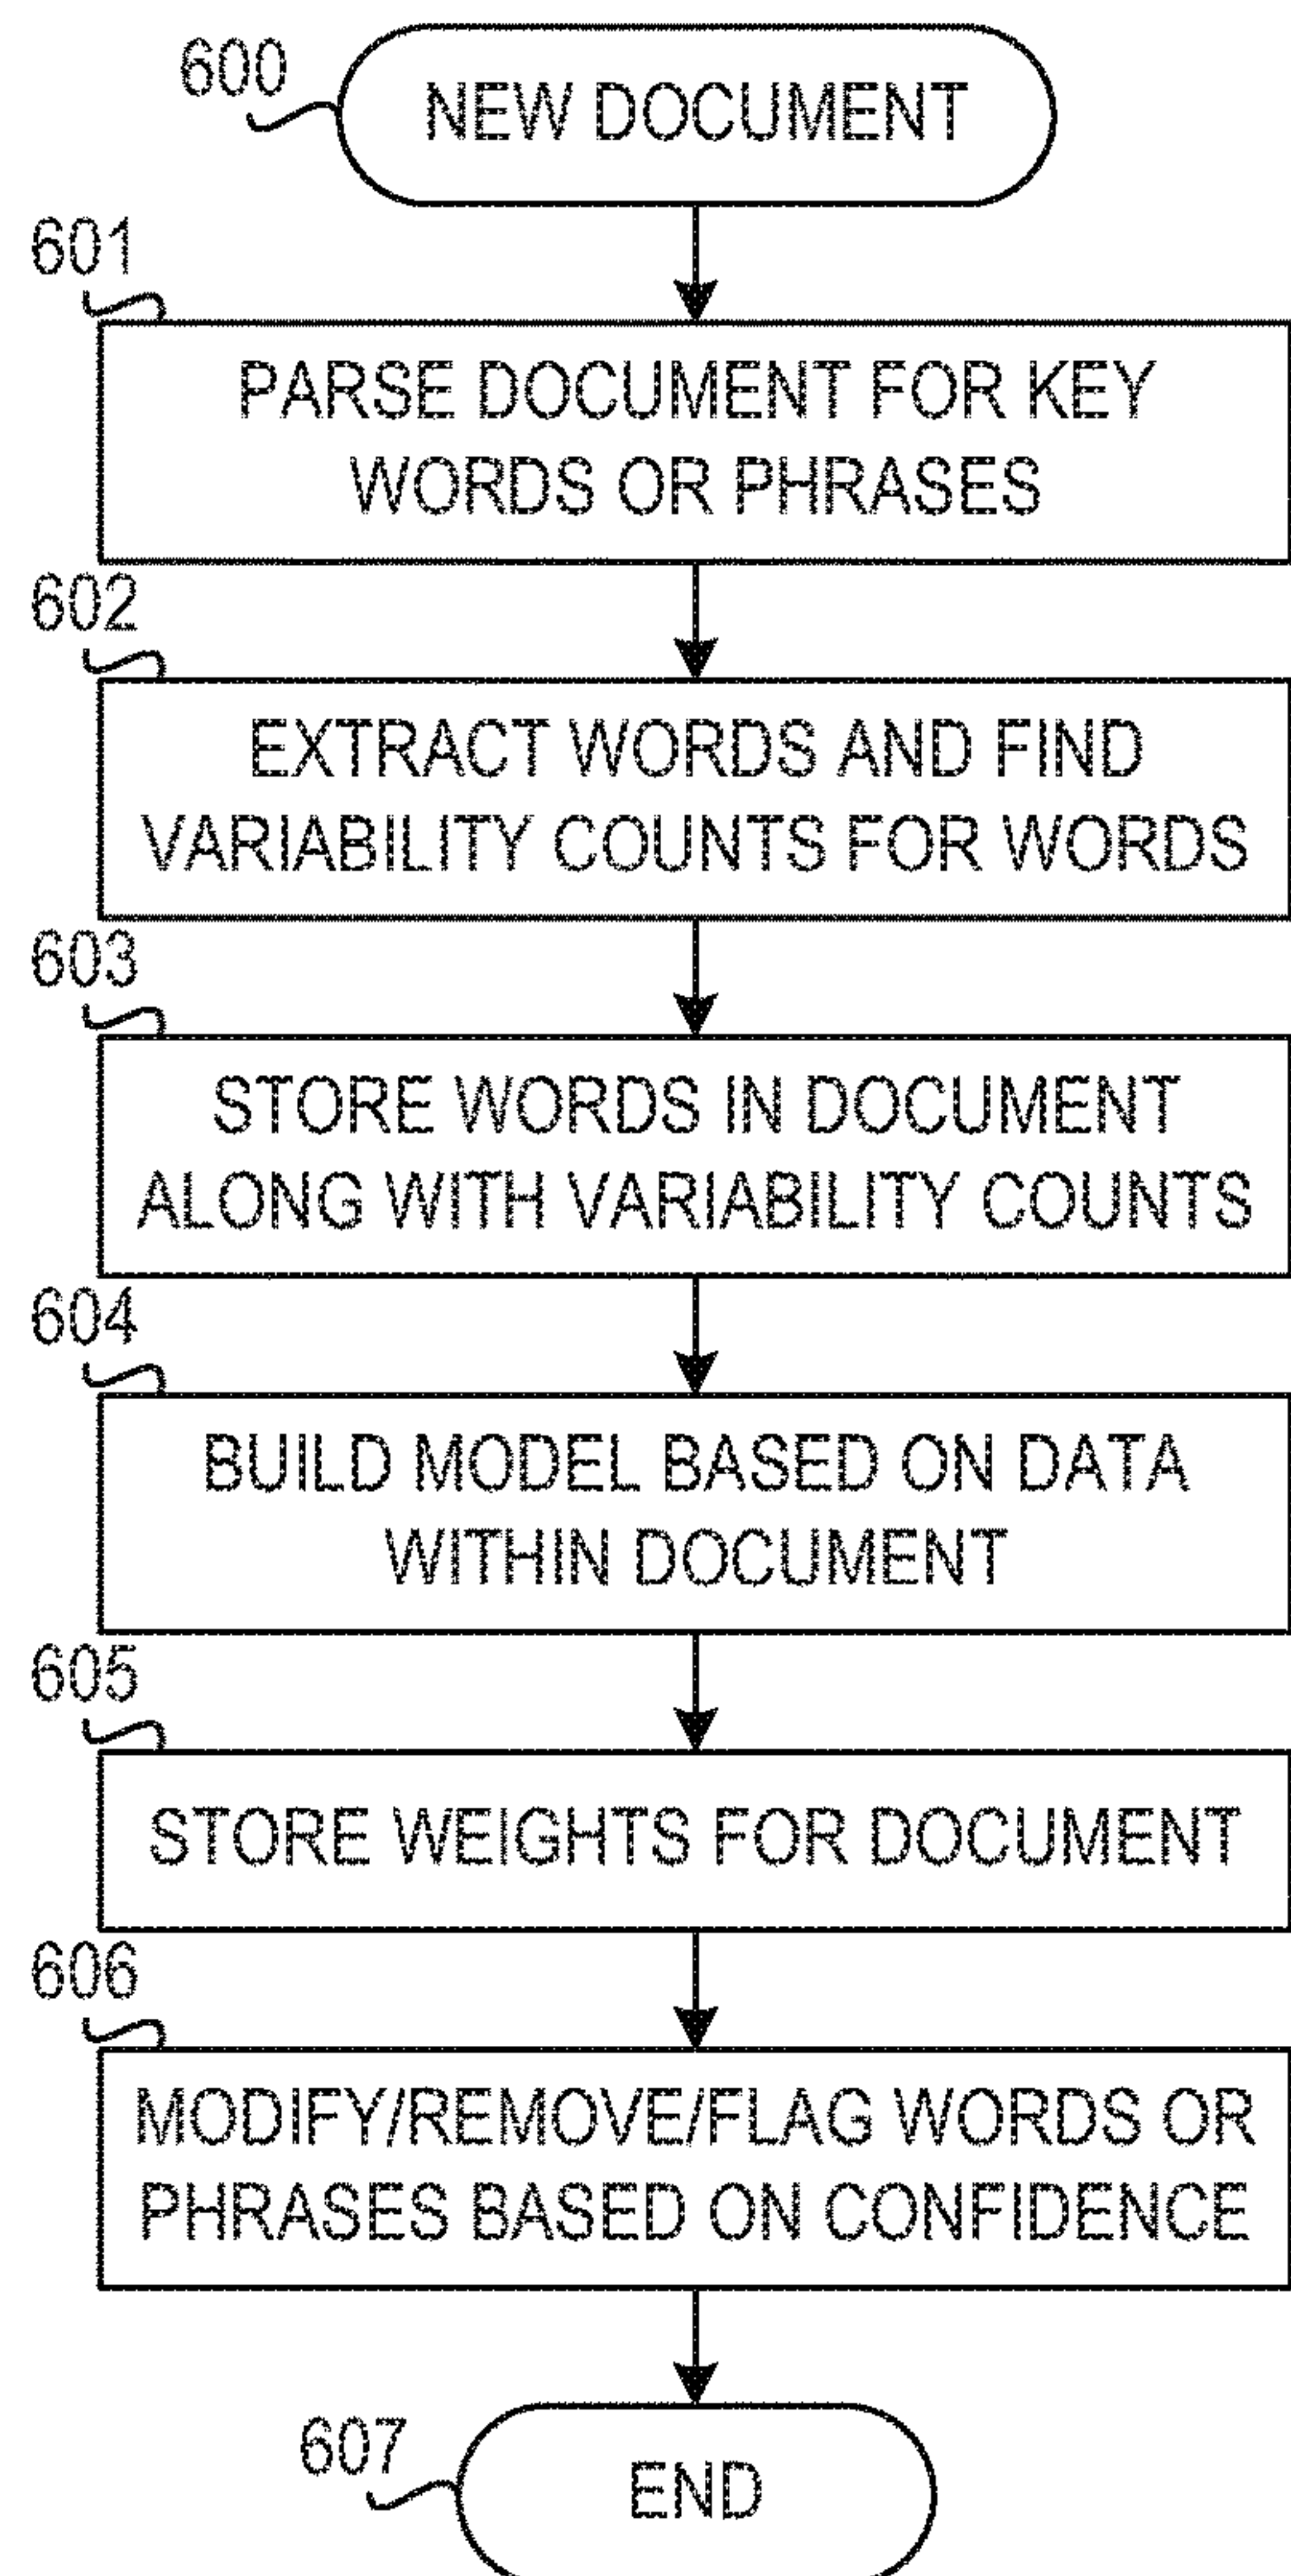 600
NEW DOCUMENT
601
PARSE DOCUMENT FOR KEY
WORDS OR PHRASES
602
EXTRACT WORDS AND FIND
VARIABILITY COUNTS FOR WORDS
603
STORE WORDS IN DOCUMENT
ALONG WITH VARIABILITY COUNTS
604
BUILD MODEL BASED ON DATA
WITHIN DOCUMENT
605
STORE WEIGHTS FOR DOCUMENT
606
MODIFY/REMOVE/FLAG WORDS OR
PHRASES BASED ON CONFIDENCE
607
END